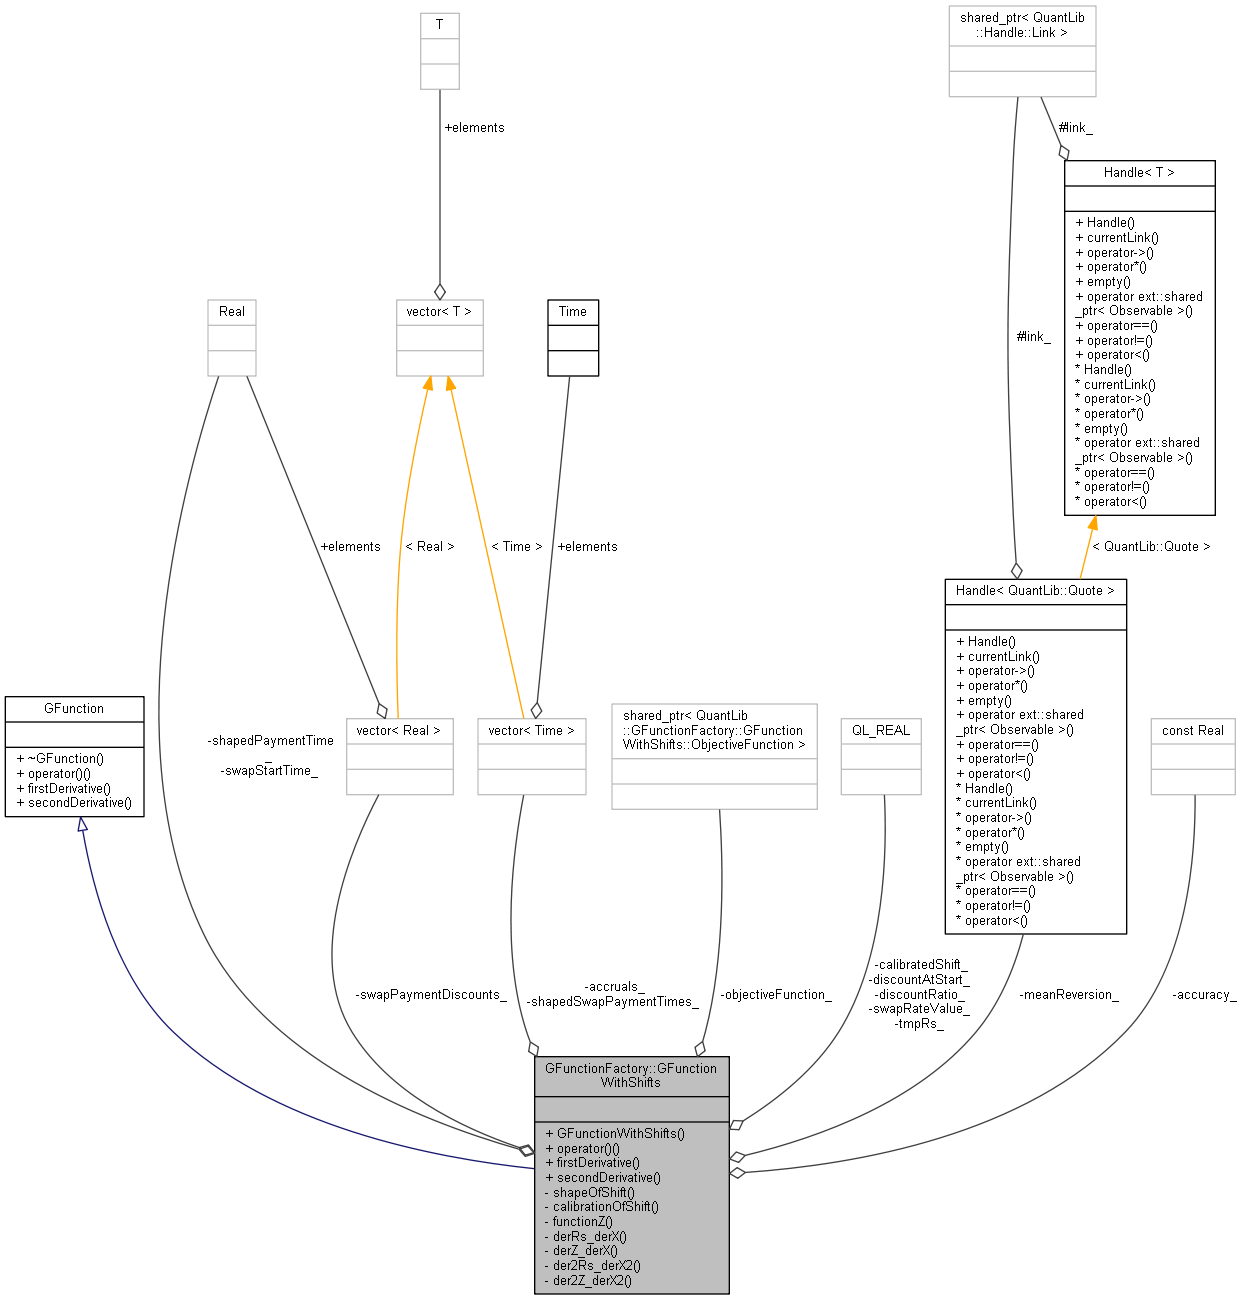 T
shared_ptr< QuantLib
::Handle::Link >
+elements
#link_
Handle< T >
+ Handle()
+ currentLink()
+ operator->()
+ operator*()
+ empty()
+ operator ext::shared
_ptr< Observable >()
+ operator==()
+ operator!=()
+ operator<()
* Handle()
* currentLink()
* operator->()
* operator*()
* empty()
* operator ext::shared
_ptr< Observable >()
* operator==()
* operator!=()
* operator<()
Real
vector< T >
Time
#link_
+elements
< Real >
< Time >
+elements
< QuantLib::Quote >
Handle< QuantLib::Quote >
+ Handle()
+ currentLink()
+ operator->()
+ operator*()
+ empty()
+ operator ext::shared
_ptr< Observable >()
+ operator==()
+ operator!=()
+ operator<()
* Handle()
* currentLink()
* operator->()
* operator*()
* empty()
* operator ext::shared
_ptr< Observable >()
* operator==()
* operator!=()
* operator<()
GFunction
+ ~GFunction()
+ operator()()
+ firstDerivative()
+ secondDerivative()
-shapedPaymentTime
_
-swapStartTime_
vector< Real >
vector< Time >
shared_ptr< QuantLib
::GFunctionFactory::GFunction
WithShifts::ObjectiveFunction >
QL_REAL
const Real
-swapPaymentDiscounts_
-accruals_
-shapedSwapPaymentTimes_
-objectiveFunction_
-calibratedShift_
-discountAtStart_
-discountRatio_
-swapRateValue_
-tmpRs_
-meanReversion_
-accuracy_
GFunctionFactory::GFunction
WithShifts
+ GFunctionWithShifts()
+ operator()()
+ firstDerivative()
+ secondDerivative()
- shapeOfShift()
- calibrationOfShift()
- functionZ()
- derRs_derX()
- derZ_derX()
- der2Rs_derX2()
- der2Z_derX2()